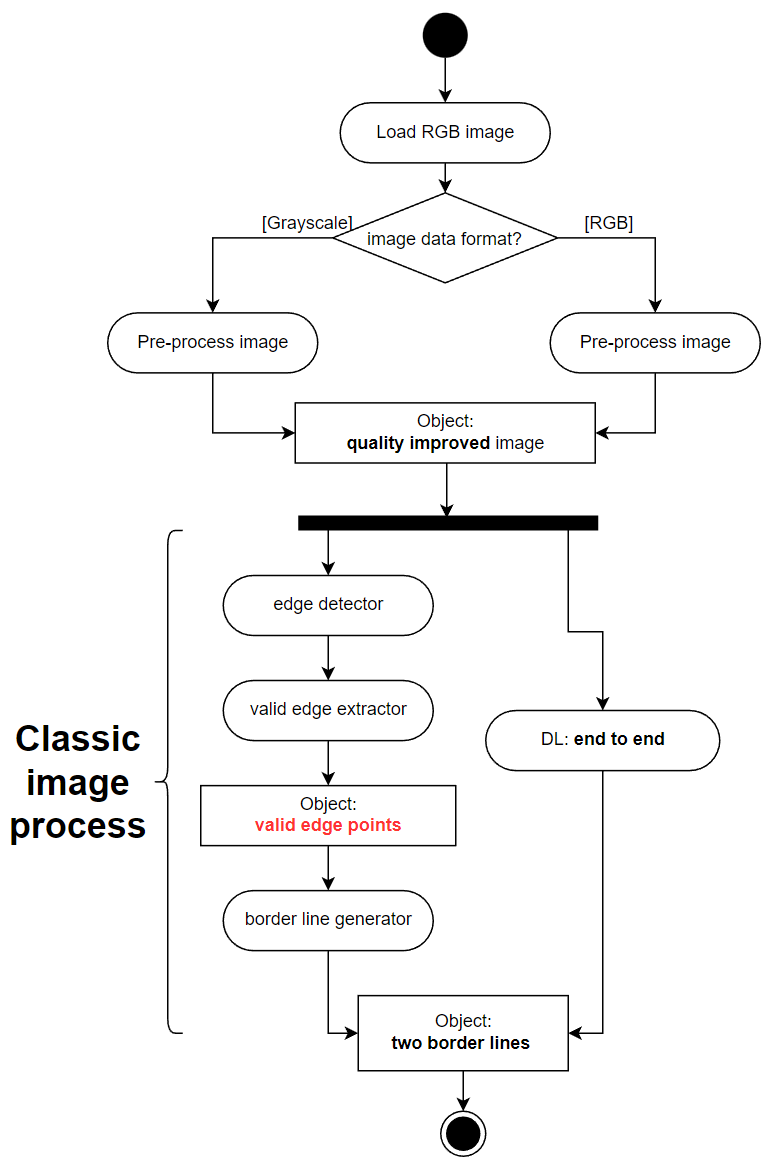 Load RGB image
[Grayscale]
image data format?
[RGB]
Pre-process image
Pre-process image
Object:
quality improved image
edge detector
valid edge extractor
Classic
image
process
DL: end to end
Object:
valid edge points
border line generator
Object:
two border lines